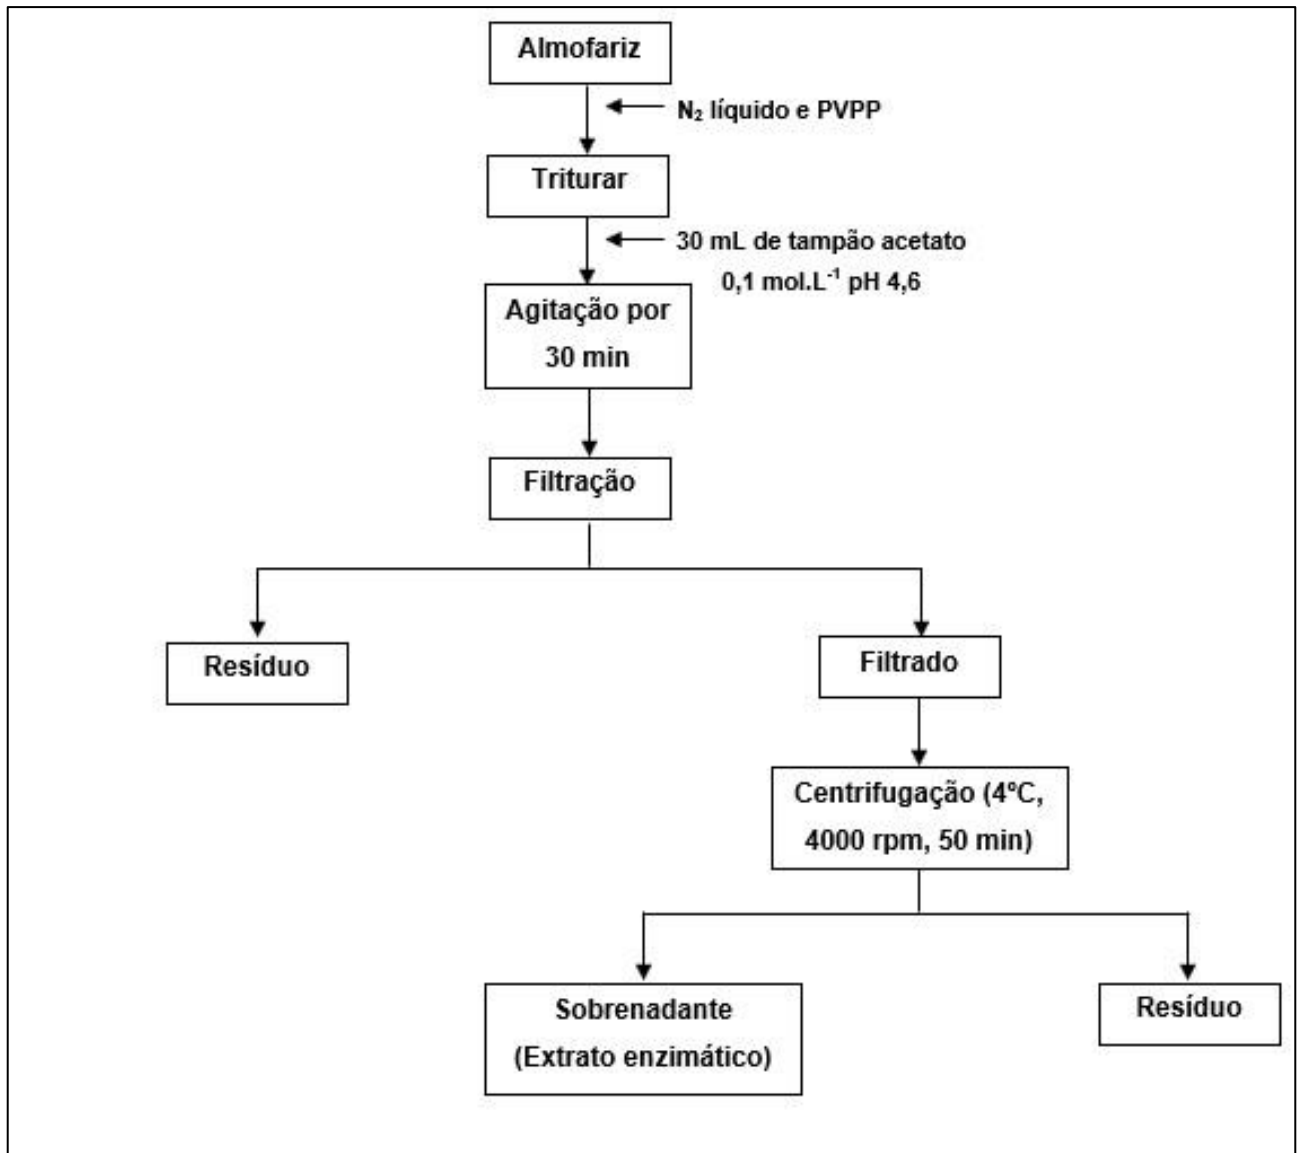 Almofariz
N₂ líquido e PVPP
Triturar
30 mL de tampão acetato
0,1 mol.L⁻¹ pH 4,6
Agitação por
30 min
Filtração
Resíduo
Filtrado
Centrifugação (4ºC,
4000 rpm, 50 min)
Sobrenadante
(Extrato enzimático)
Resíduo